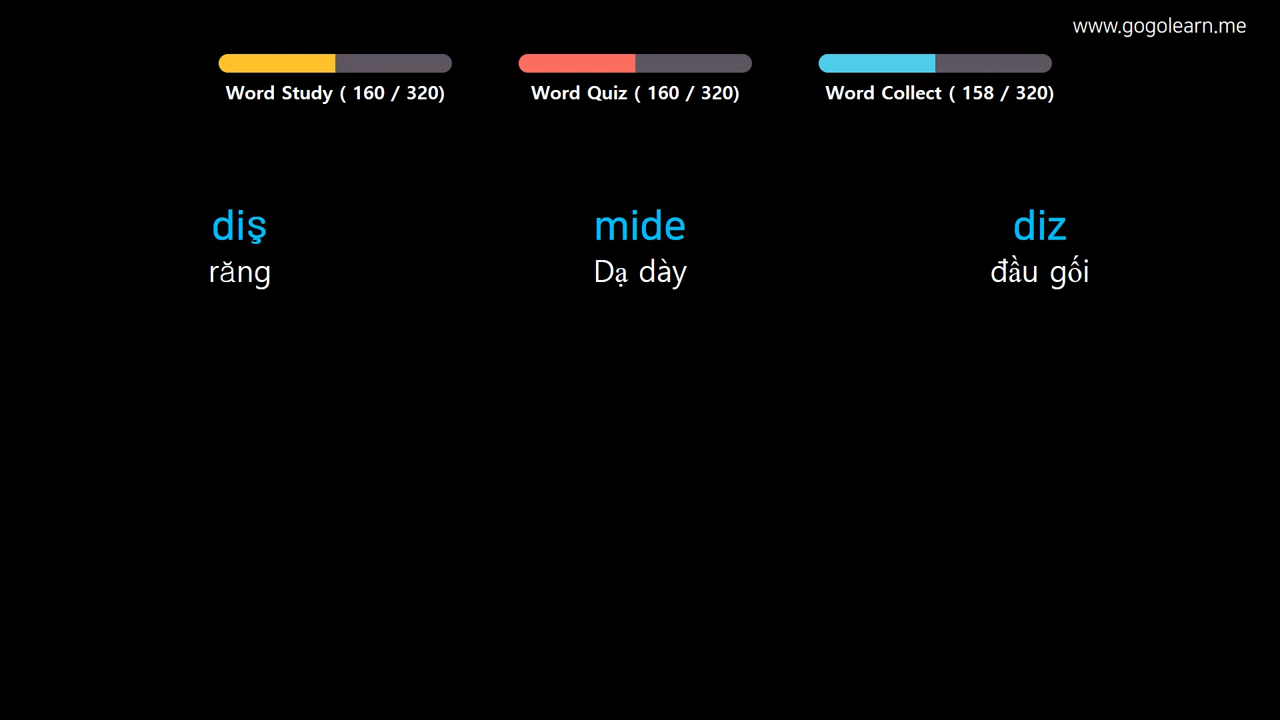 www.gogolearn.me
Word Study ( 160 / 320)
Word Quiz ( 160 / 320)
Word Collect ( 158 / 320)
diş
răng
mide
Dạ dày
diz
đầu gối